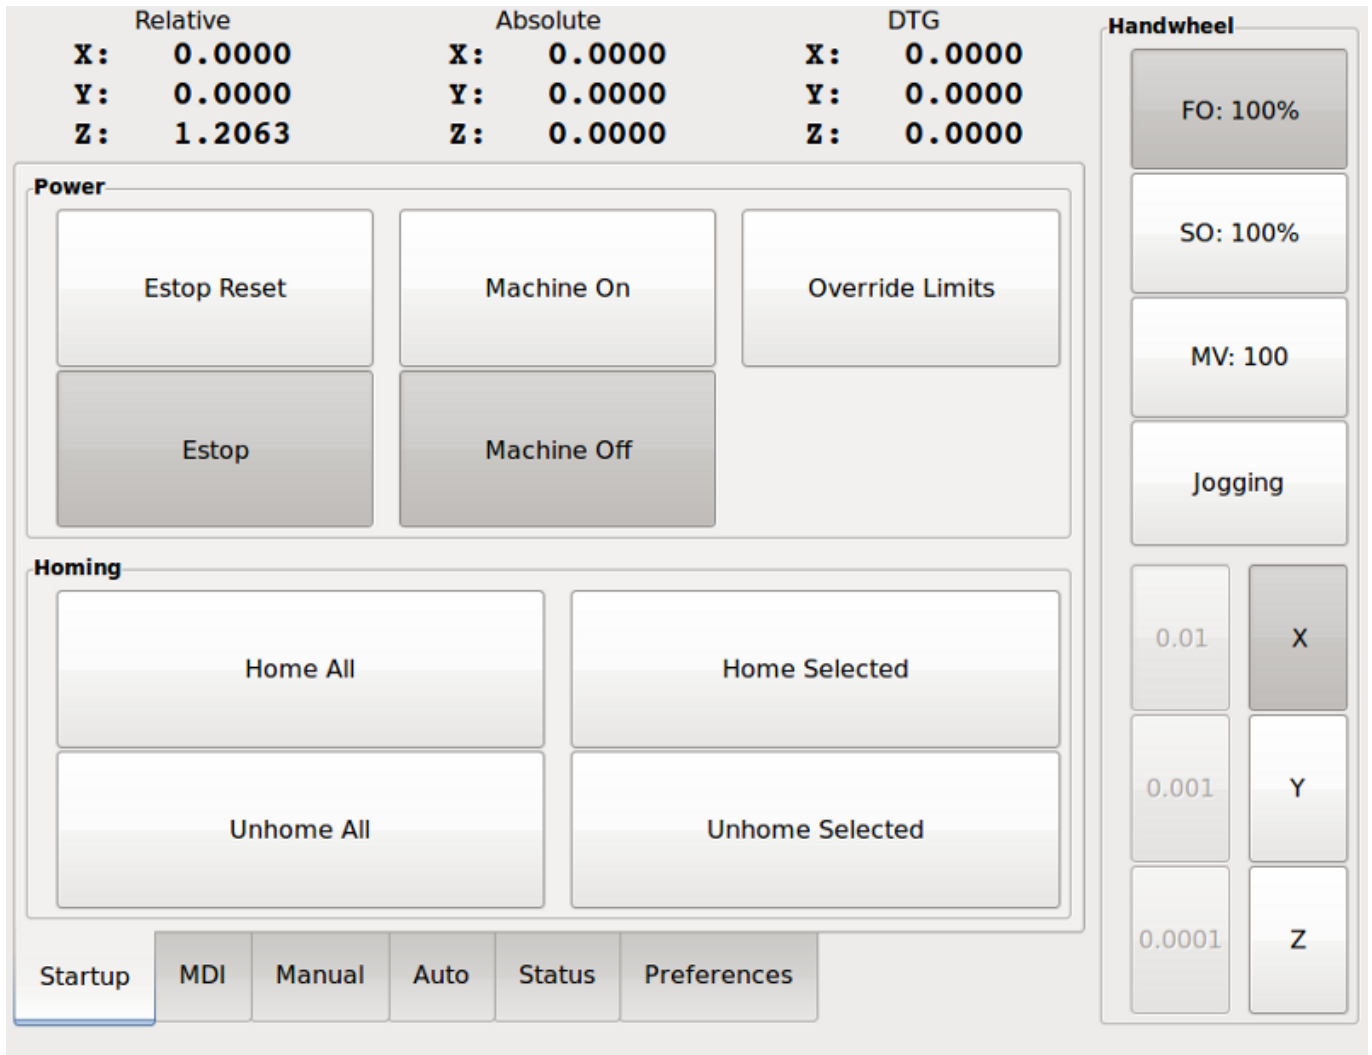 Relative Absolute DTG
X: 0.0000 X: 0.0000 X: 0.0000
Y: 0.0000 Y: 0.0000 Y: 0.0000
Z: 1.2063 Z: 0.0000 Z: 0.0000
Power
Estop Reset Machine On Override Limits
Estop Machine Off
Homing
Home All Home Selected
Unhome All Unhome Selected
Startup MDI Manual Auto Status Preferences
Handwheel
FO: 100%
SO: 100%
MV: 100
Jogging
0.01 X
0.001 Y
0.0001 Z